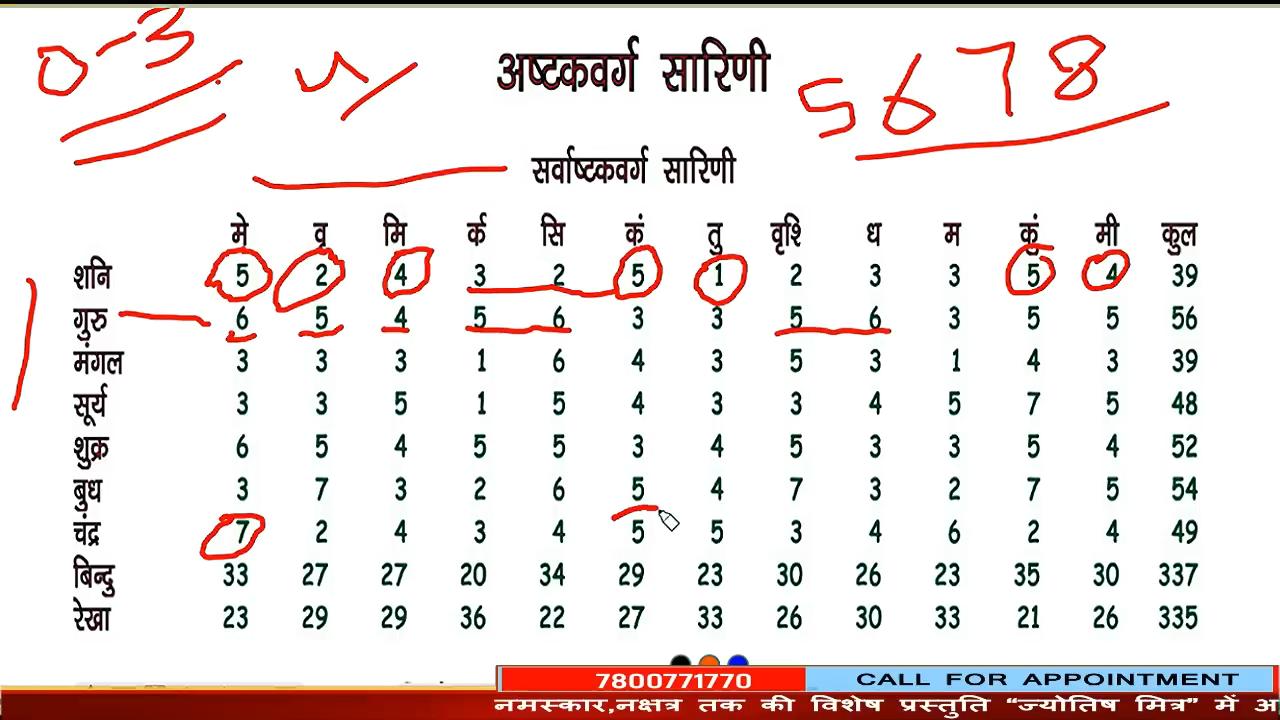 0-3
5 6 7 8
अष्टकवर्ग सारिणी
सर्वाष्टकवर्ग सारिणी
मे वृ मि र्क सि कं तु वृशि ध म कुं मी कुल
शनि 5 2 4 3 2 5 1 2 3 3 5 4 39
गुरु 6 5 4 5 6 3 3 5 6 3 5 5 56
मंगल 3 3 3 1 6 4 3 5 3 1 4 3 39
सूर्य 3 3 5 1 5 4 3 3 4 5 7 5 48
शुक्र 6 5 4 5 5 3 4 5 3 3 5 4 52
बुध 3 7 3 2 6 5 4 7 3 2 7 5 54
चंद्र 7 2 4 3 4 5 5 3 4 6 2 4 49
बिन्दु 33 27 27 20 34 29 23 30 26 23 35 30 337
रेखा 23 29 29 36 22 27 33 26 30 33 21 26 335
7800771770 CALL FOR APPOINTMENT
नमस्कार,नक्षत्र तक की विशेष प्रस्तुति “ज्योतिष मित्र” में